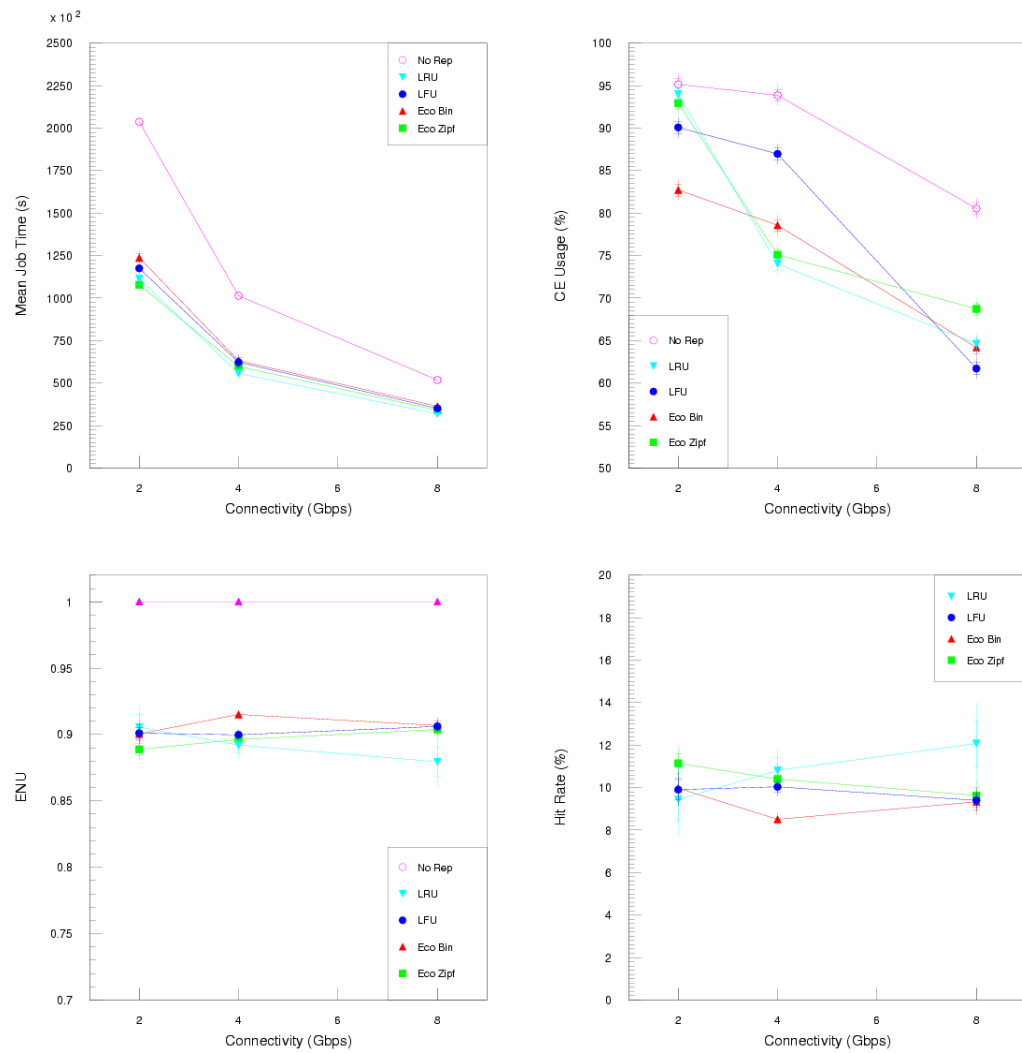 x 10²
2500
2250
2000
1750
1500
1250
1000
750
500
250
0
Mean Job Time (s)
No Rep
LRU
LFU
Eco Bin
Eco Zipf
2 4 6 8
Connectivity (Gbps)
100
95
90
85
80
75
70
65
60
55
50
CE Usage (%)
No Rep
LRU
LFU
Eco Bin
Eco Zipf
2 4 6 8
Connectivity (Gbps)
1
0.95
0.9
0.85
0.8
0.75
0.7
ENU
No Rep
LRU
LFU
Eco Bin
Eco Zipf
2 4 6 8
Connectivity (Gbps)
20
18
16
14
12
10
8
6
4
2
0
Hit Rate (%)
LRU
LFU
Eco Bin
Eco Zipf
2 4 6 8
Connectivity (Gbps)